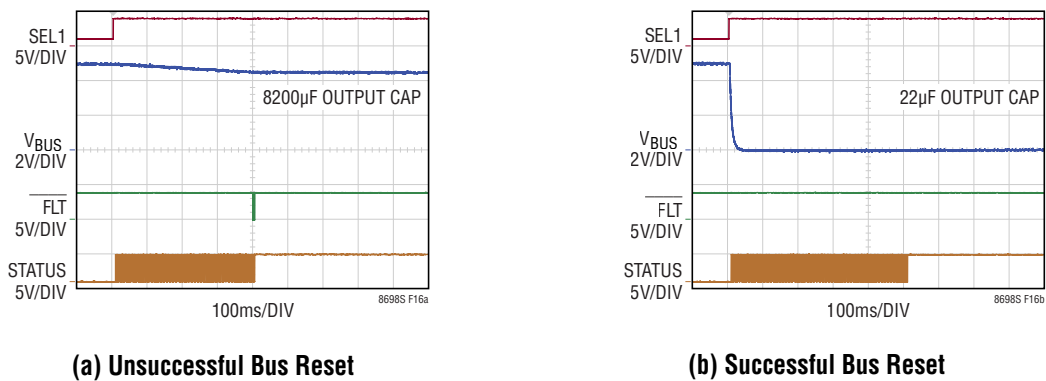 SEL1
5V/DIV
8200µF OUTPUT CAP
VBUS
2V/DIV
FLT
5V/DIV
STATUS
5V/DIV
8698S F16a
100ms/DIV
(a) Unsuccessful Bus Reset
SEL1
5V/DIV
22µF OUTPUT CAP
VBUS
2V/DIV
FLT
5V/DIV
STATUS
5V/DIV
8698S F16b
100ms/DIV
(b) Successful Bus Reset